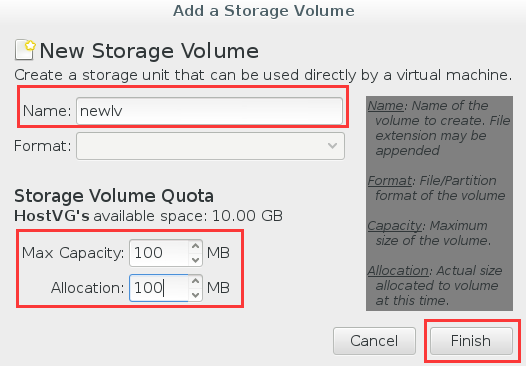 Add a Storage Volume
New Storage Volume
Create a storage unit that can be used directly by a virtual machine.
Name: newlv
Format:
Name: Name of the
volume to create. File
extension may be
appended
Format: File/Partition
format of the volume
Capacity: Maximum
size of the volume.
Allocation: Actual size
allocated to volume
at this time.
Storage Volume Quota
HostVG's available space: 10.00 GB
Max Capacity: 100 MB
Allocation: 100 MB
Cancel
Finish